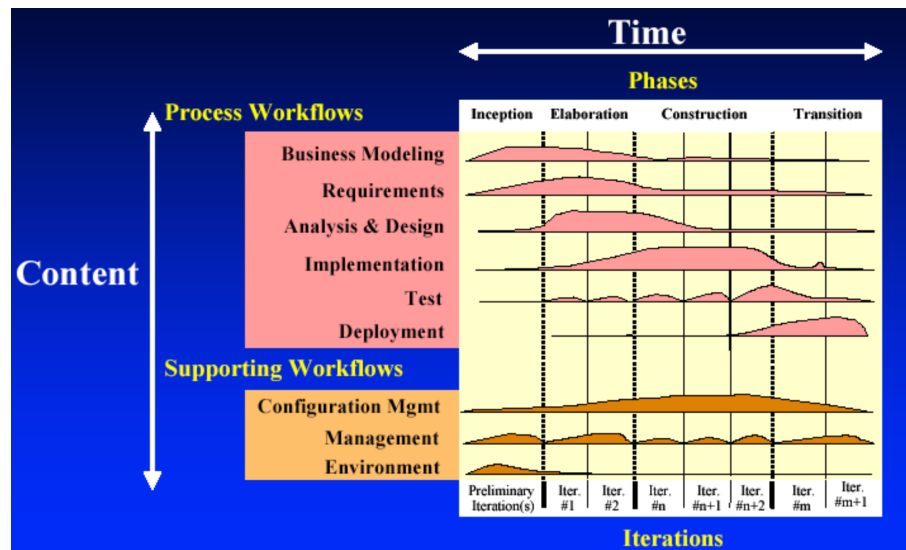 Time
Phases
Process Workflows
Inception Elaboration Construction Transition
Business Modeling
Requirements
Analysis & Design
Implementation
Content
Test
Deployment
Supporting Workflows
Configuration Mgmt
Management
Environment
Preliminary Iteration(s)
Iter. #1
Iter. #2
Iter. #n
Iter. #n+1
Iter. #n+2
Iter. #m
Iter. #m+1
Iterations